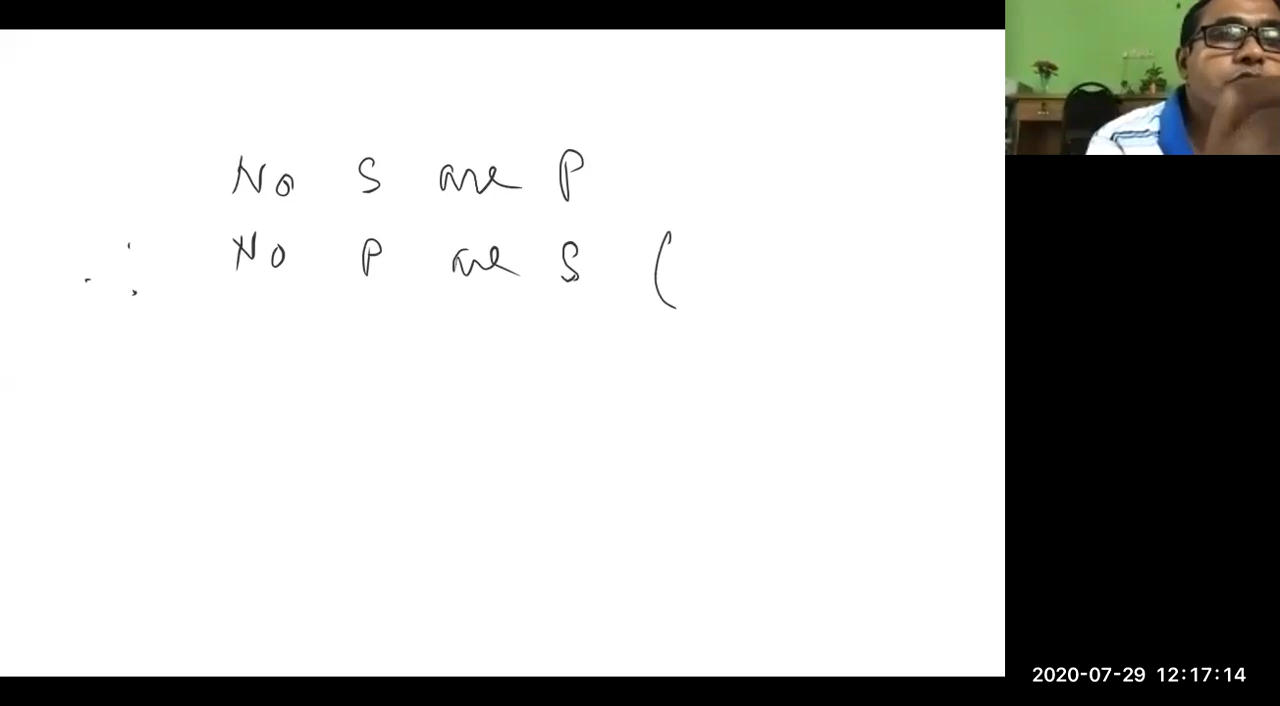 No S are P
∴ No P are S (
2020-07-29 12:17:14